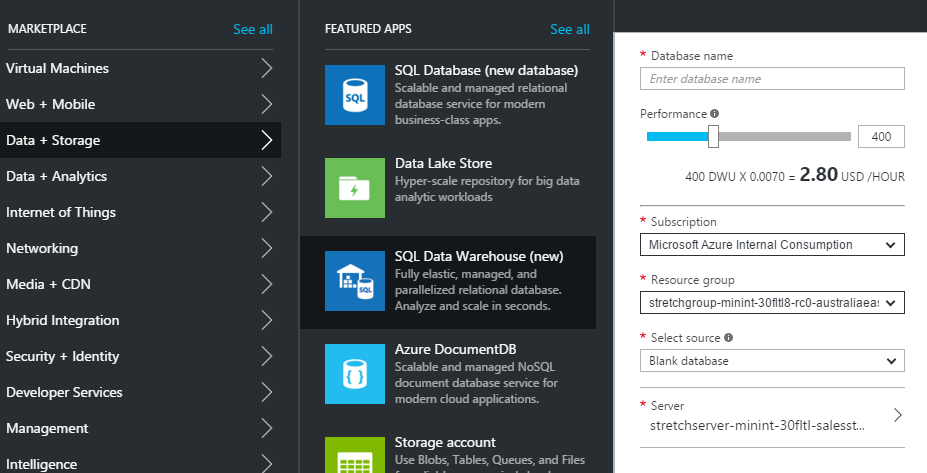 MARKETPLACE
See all
Virtual Machines
Web + Mobile
Data + Storage
Data + Analytics
Internet of Things
Networking
Media + CDN
Hybrid Integration
Security + Identity
Developer Services
Management
Intelligence
FEATURED APPS
See all
SQL
SQL Database (new database)
Scalable and managed relational
database service for modern
business-class apps.
Data Lake Store
Hyper-scale repository for big data
analytic workloads
SQL
SQL Data Warehouse (new)
Fully elastic, managed, and
parallelized relational database.
Analyze and scale in seconds.
{ }
Azure DocumentDB
Scalable and managed NoSQL
document database service for
modern cloud applications.
Storage account
Use Blobs, Tables, Queues, and Files
* Database name
Enter database name
Performance
400
400 DWU X 0.0070 = 2.80 USD /HOUR
* Subscription
Microsoft Azure Internal Consumption
* Resource group
stretchgroup-minint-30fltl8-rc0-australiaeas
* Select source
Blank database
* Server
stretchserver-minint-30fltl-salesst...